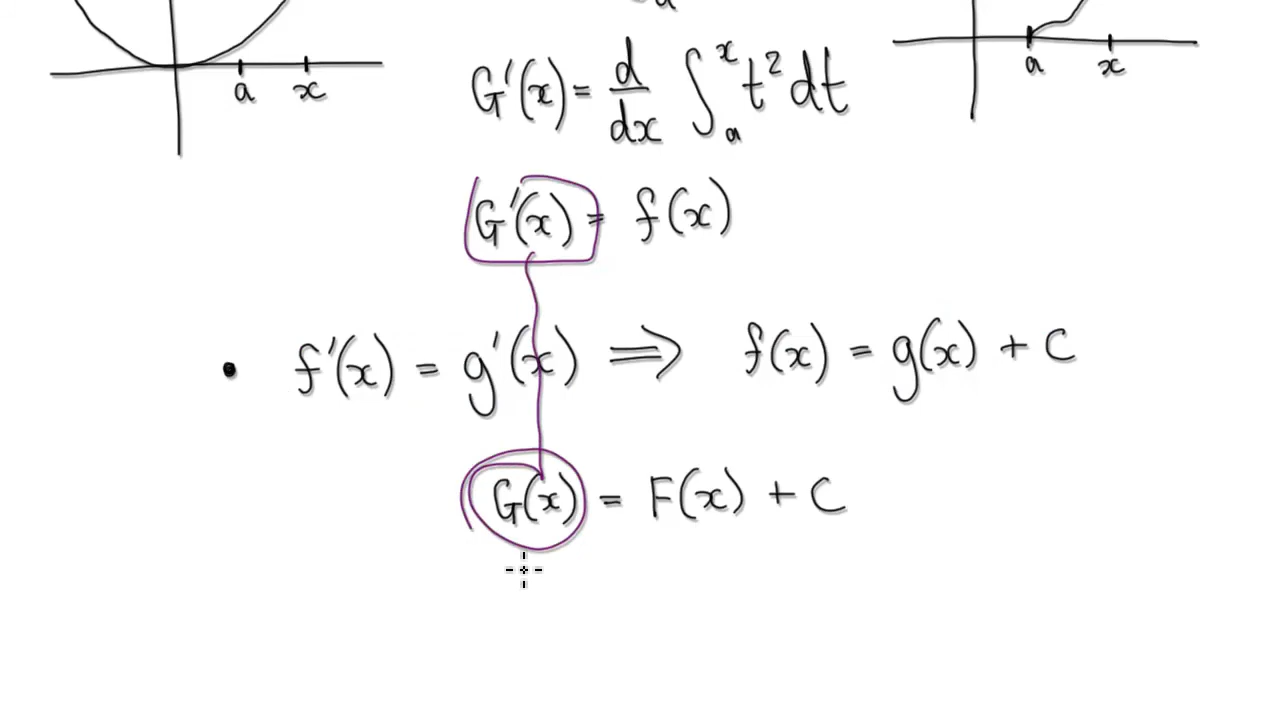 a
a x
G'(x) = d/dx ∫ₐˣ t² dt
a x
G'(x) = f(x)
• f'(x) = g'(x) ⟹ f(x) = g(x) + C
G(x) = F(x) + C